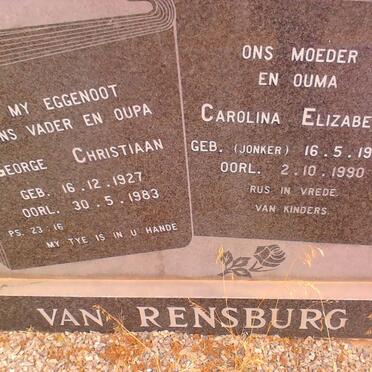 MY EGGENOOT
ONS VADER EN OUPA
GEORGE CHRISTIAAN
GEB. 16.12.1927
OORL. 30.5.1983
PS. 23:16
MY TYE IS IN U HANDE
ONS MOEDER
EN OUMA
CAROLINA ELIZABE
GEB. (JONKER) 16.5.19
OORL. 2.10.1990
RUS IN VREDE
VAN KINDERS
VAN RENSBURG